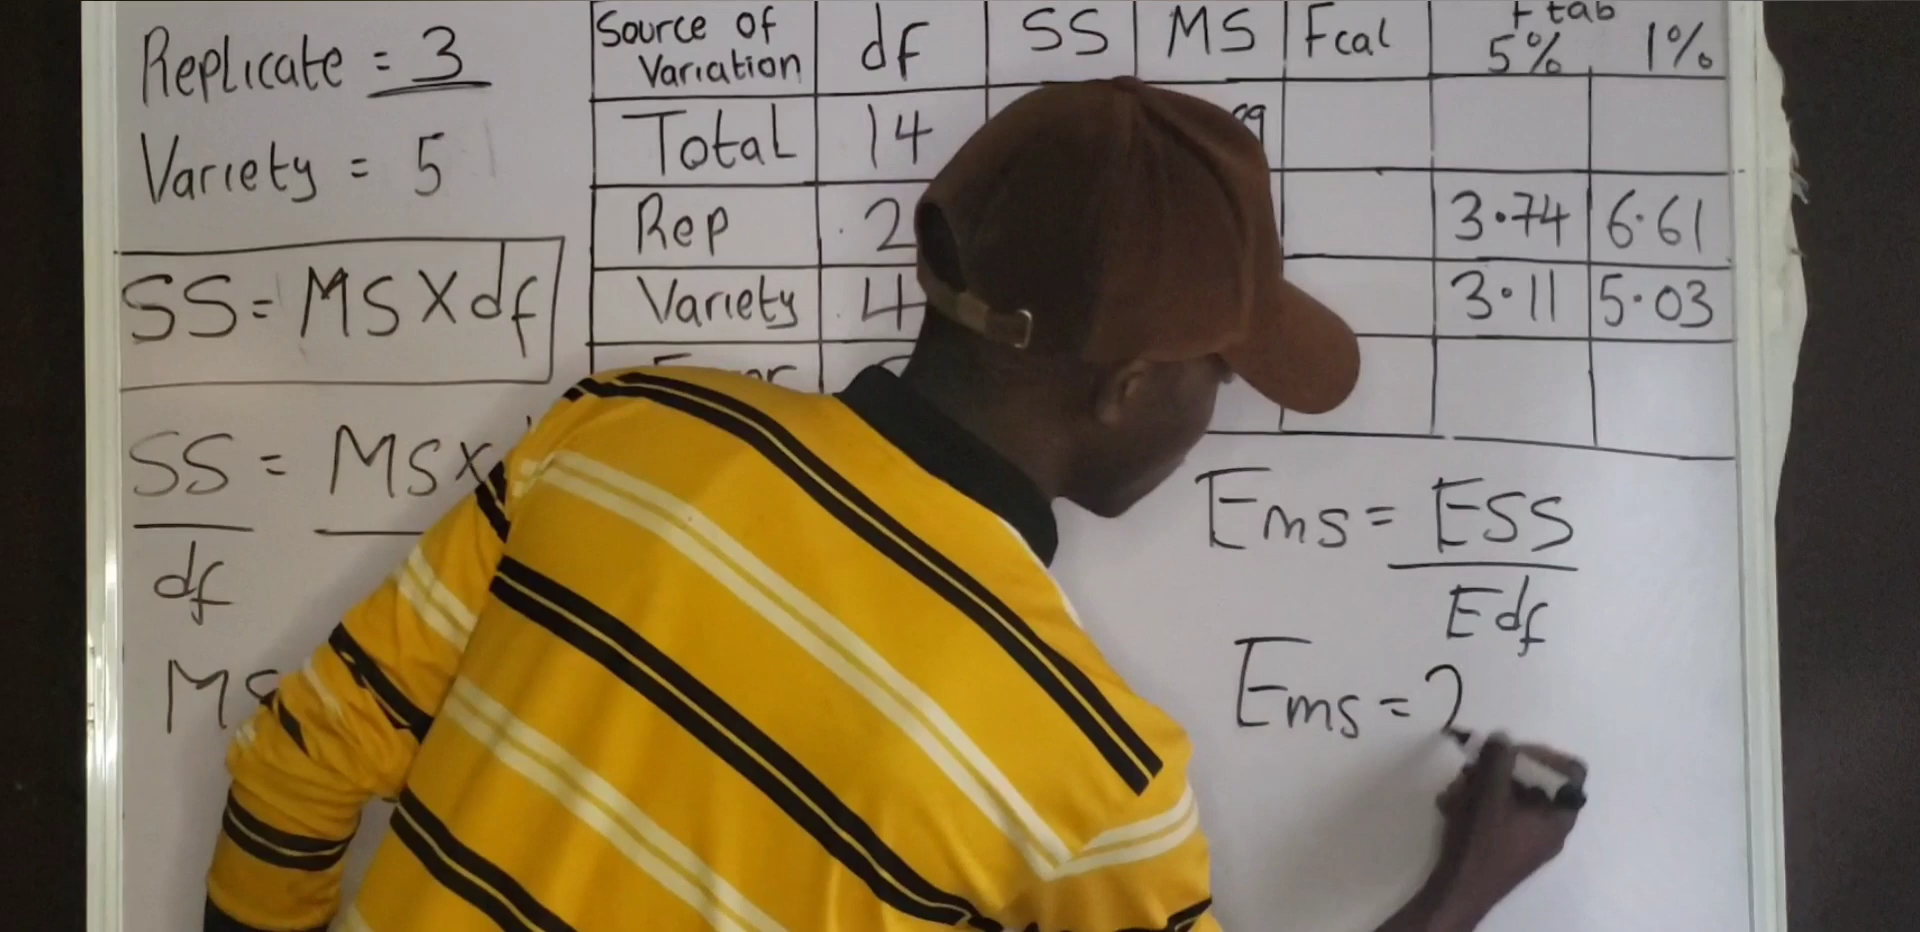 Replicate = 3
Variety = 5
SS = MS X df
SS = MS X
df
MS
Source of Variation df SS MS Fcal F tab
5% 1%
Total 14
Rep 2 3.74 6.61
Variety 4 3.11 5.03
Ems = ESS
Edf
Ems = 2